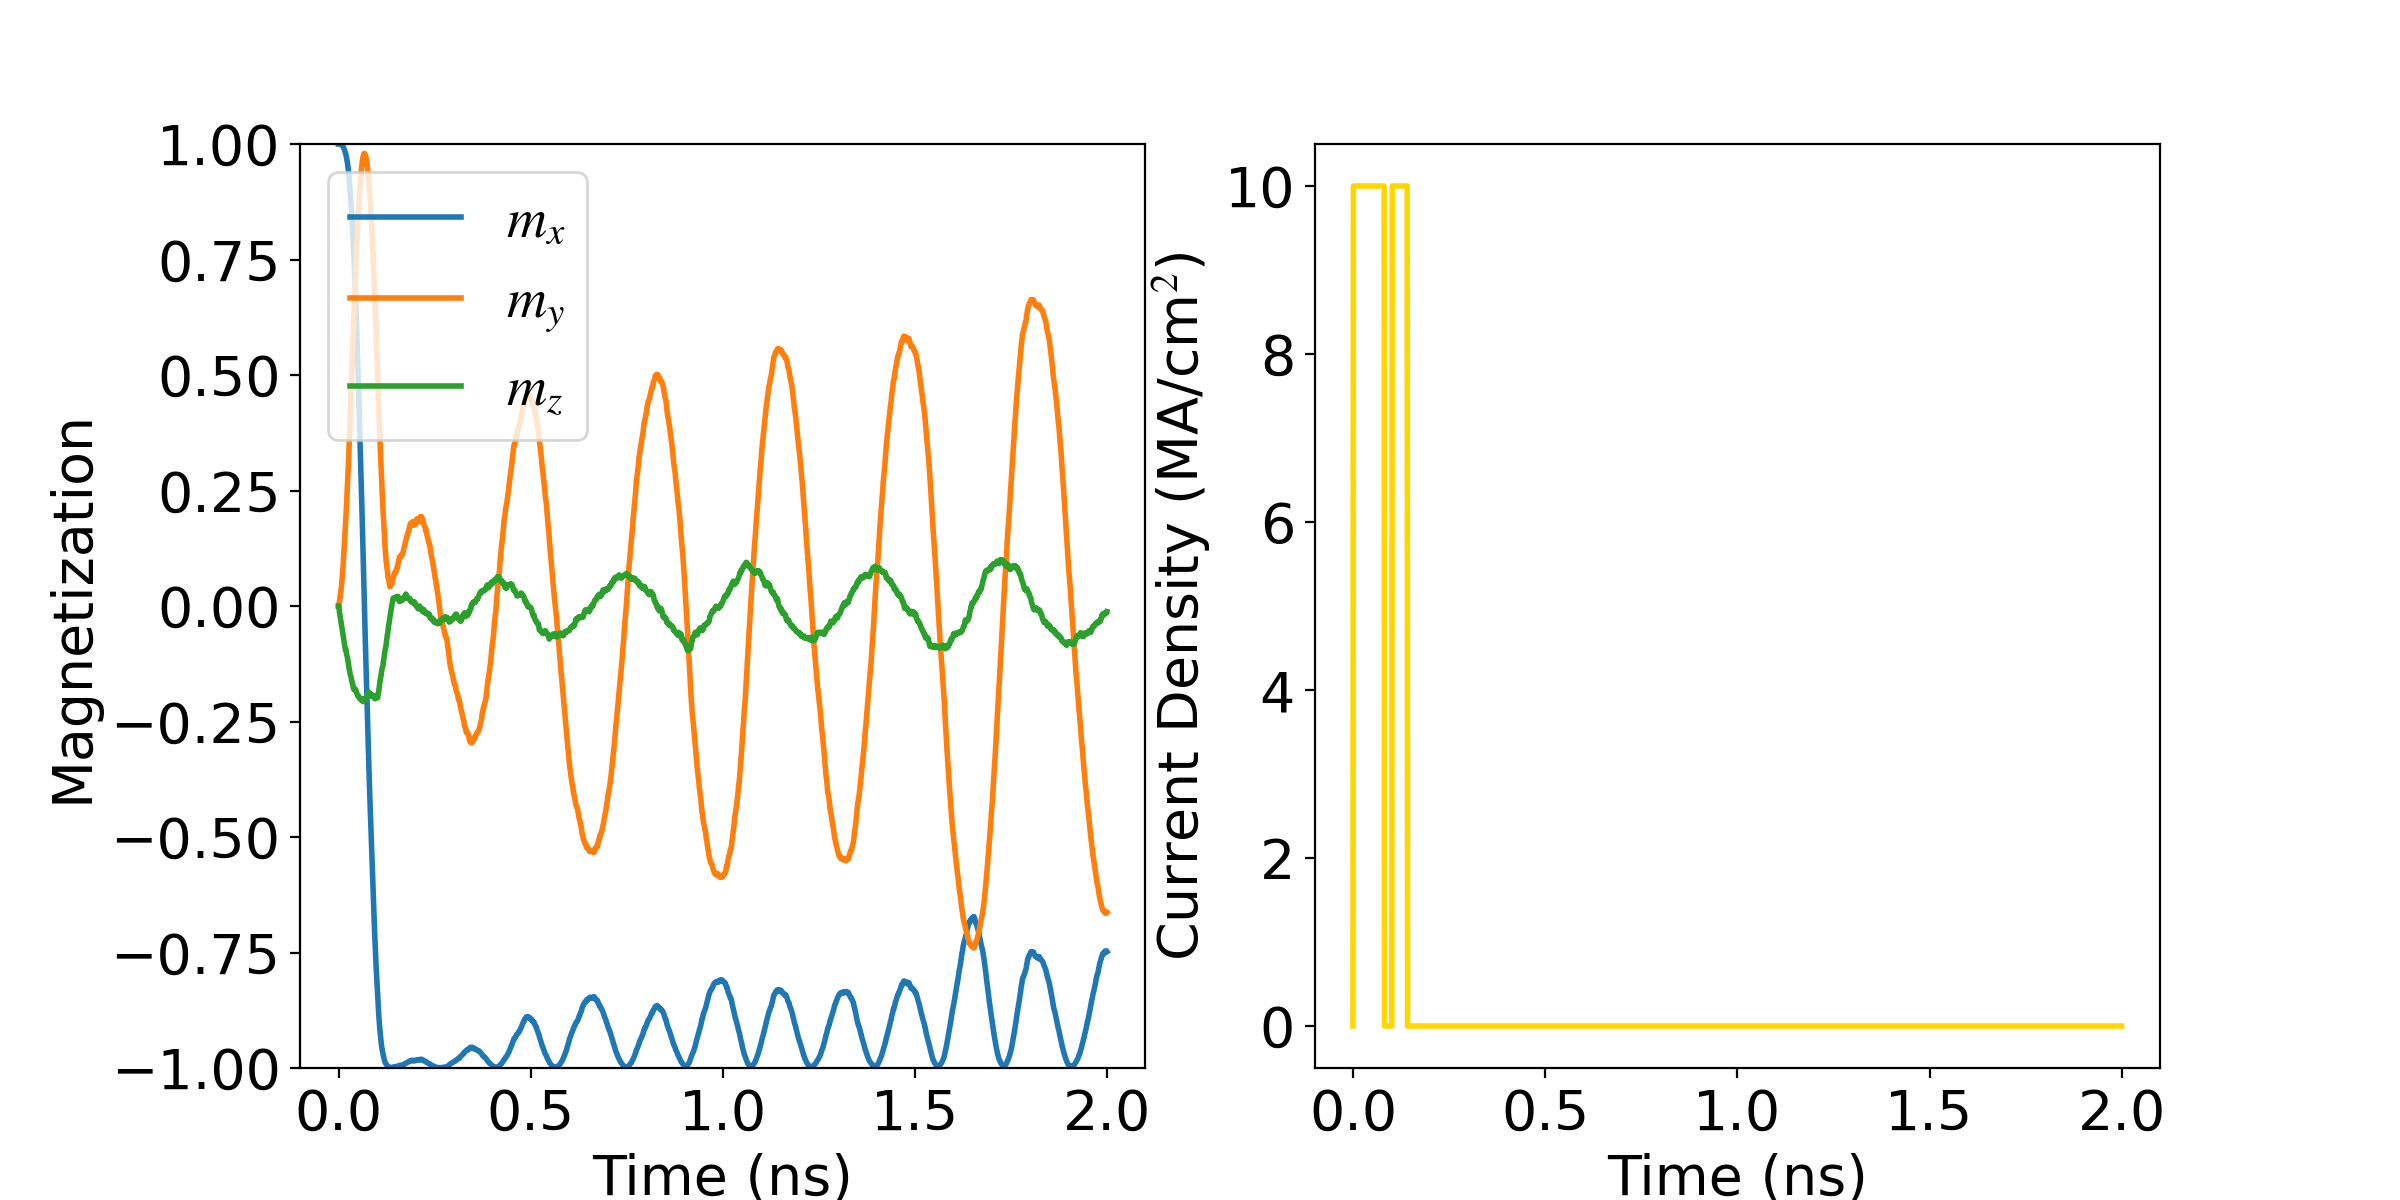 Magnetization
1.00
0.75
0.50
0.25
0.00
−0.25
−0.50
−0.75
−1.00
m_x
m_y
m_z
0.0 0.5 1.0 1.5 2.0
Time (ns)
Current Density (MA/cm²)
10
8
6
4
2
0
0.0 0.5 1.0 1.5 2.0
Time (ns)